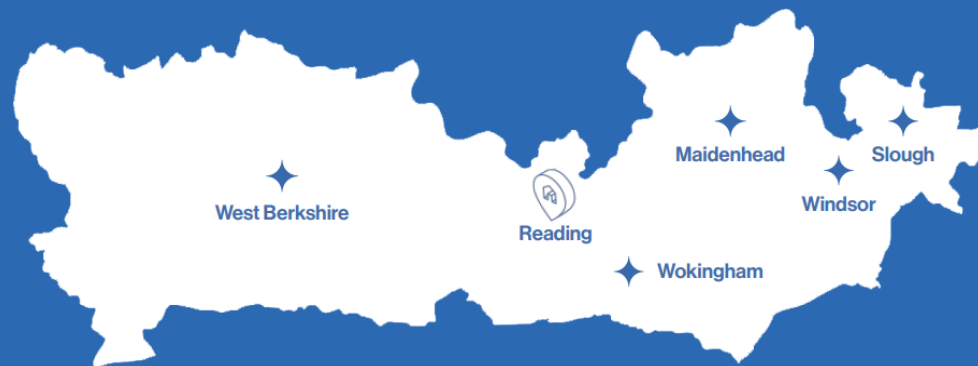 Maidenhead
Slough
Windsor
West Berkshire
Reading
Wokingham